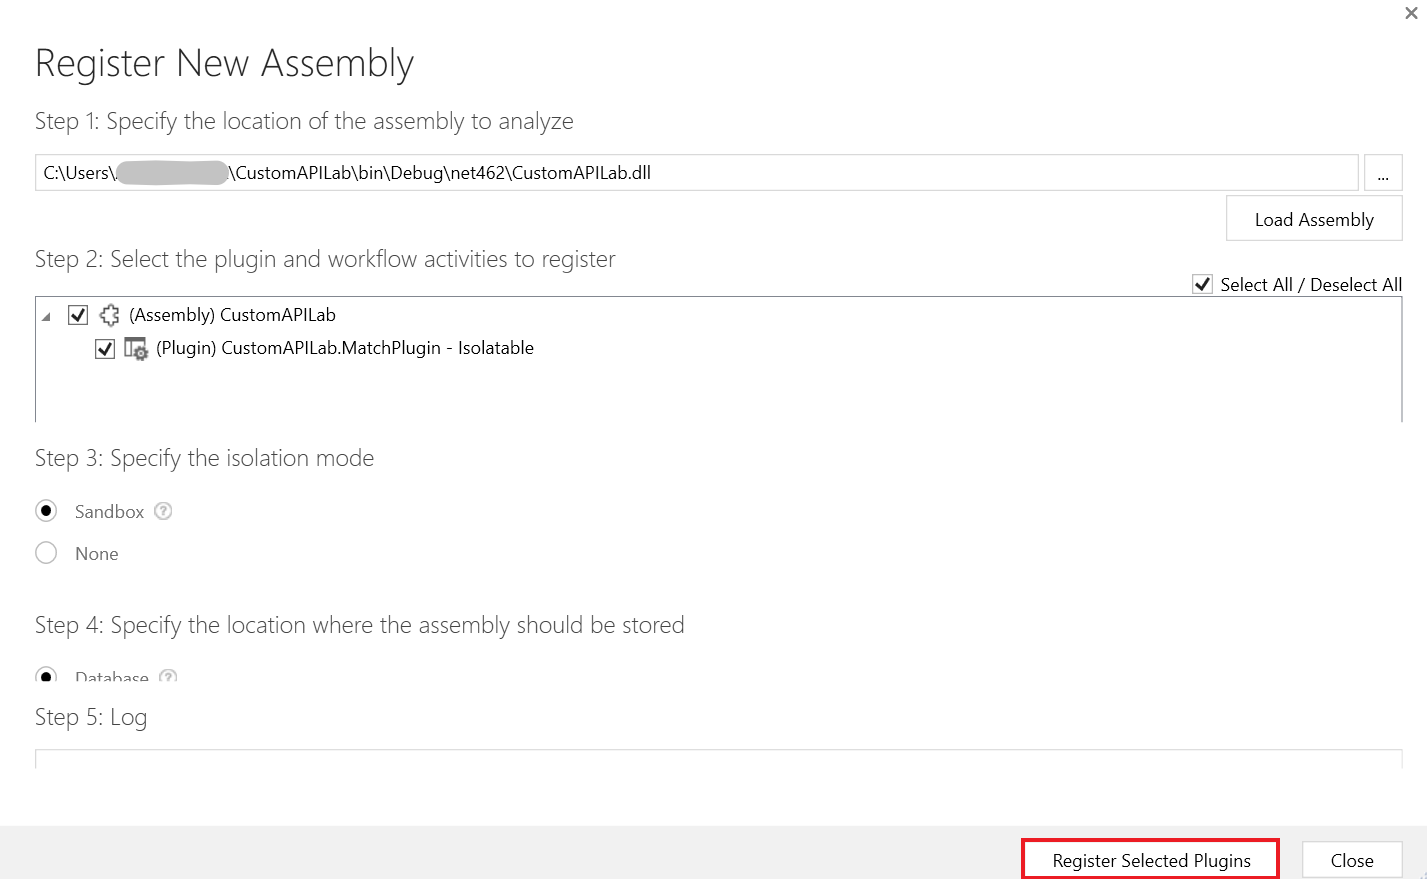 Register New Assembly
Step 1: Specify the location of the assembly to analyze
C:\Users\ \CustomAPILab\bin\Debug\net462\CustomAPILab.dll
...
Load Assembly
Step 2: Select the plugin and workflow activities to register
Select All / Deselect All
(Assembly) CustomAPILab
(Plugin) CustomAPILab.MatchPlugin - Isolatable
Step 3: Specify the isolation mode
Sandbox ?
None
Step 4: Specify the location where the assembly should be stored
Database ?
Step 5: Log
Register Selected Plugins
Close